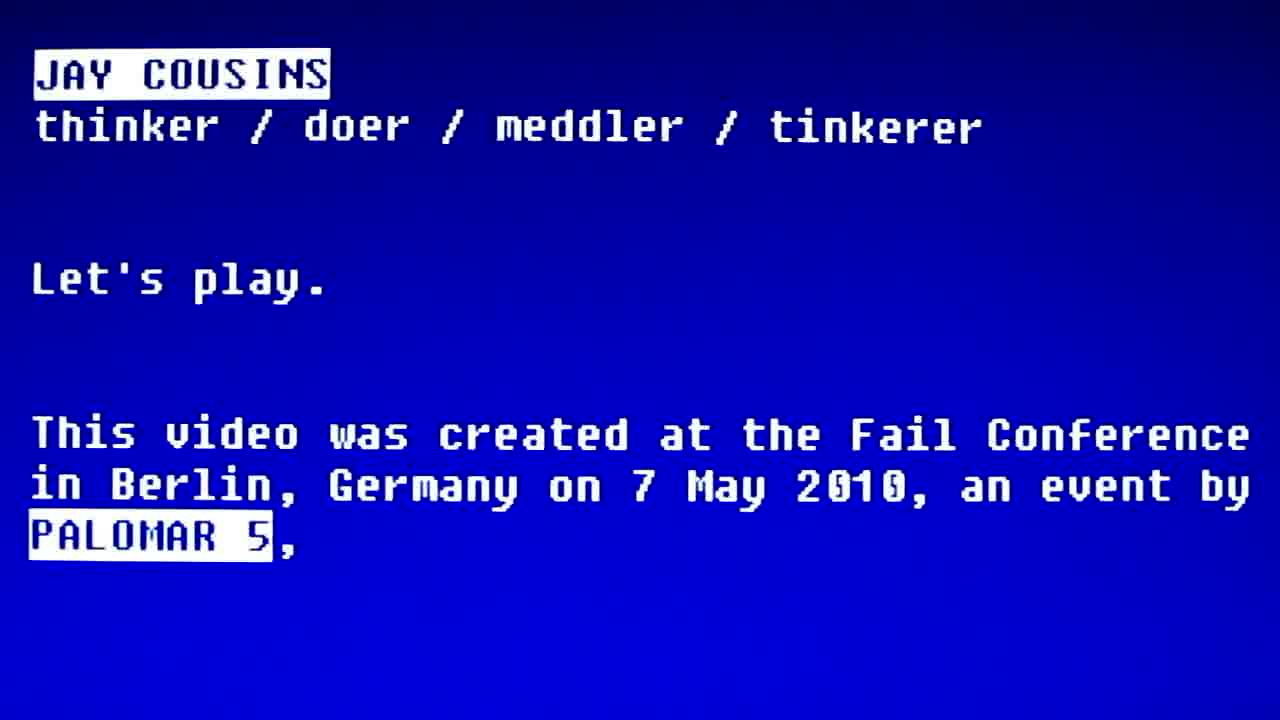 JAY COUSINS
thinker / doer / meddler / tinkerer
Let's play.
This video was created at the Fail Conference
in Berlin, Germany on 7 May 2010, an event by
PALOMAR 5,